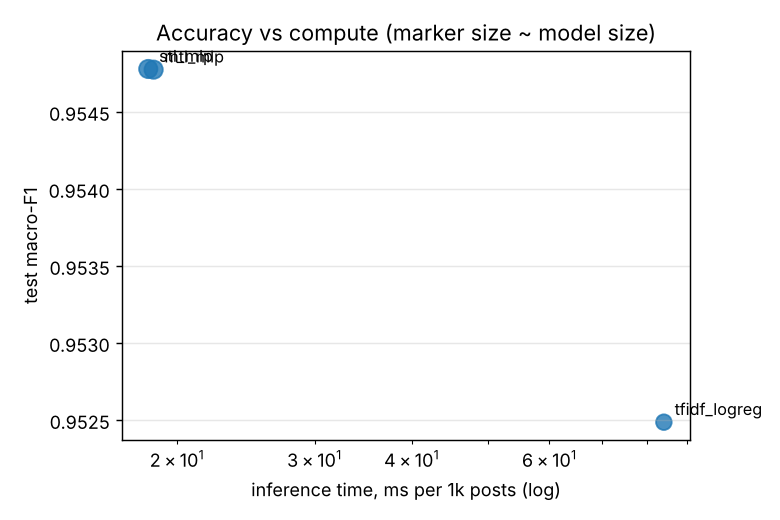 Accuracy vs compute (marker size ~ model size)
test macro-F1
0.9545
0.9540
0.9535
0.9530
0.9525
tfidf_logreg
2 × 10¹ 3 × 10¹ 4 × 10¹ 6 × 10¹
inference time, ms per 1k posts (log)